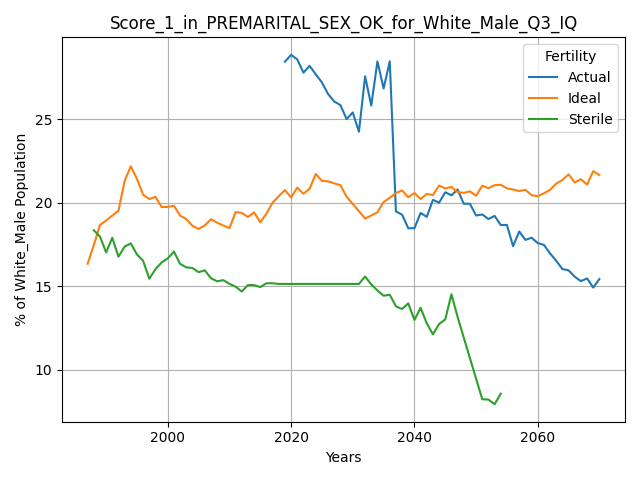 Score_1_in_PREMARITAL_SEX_OK_for_White_Male_Q3_IQ
Fertility
Actual
Ideal
Sterile
% of White_Male Population
25
20
15
10
2000
2020
2040
2060
Years